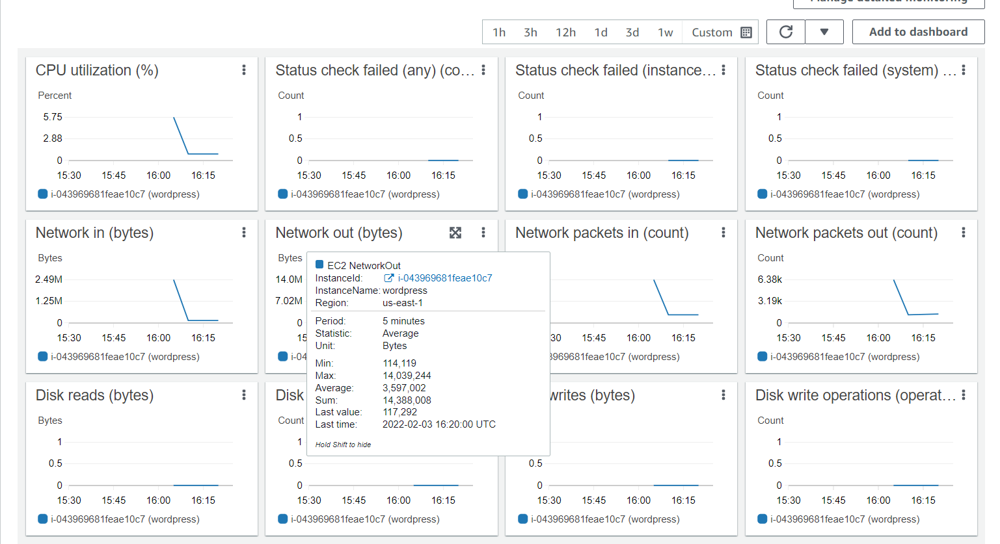 Manage detailed monitoring
1h 3h 12h 1d 3d 1w Custom Add to dashboard
CPU utilization (%)
Percent
5.75
2.88
0
15:30 15:45 16:00 16:15
i-043969681feae10c7 (wordpress)
Status check failed (any) (co...
Count
1
0.5
0
15:30 15:45 16:00 16:15
i-043969681feae10c7 (wordpress)
Status check failed (instance...
Count
1
0.5
0
15:30 15:45 16:00 16:15
i-043969681feae10c7 (wordpress)
Status check failed (system) ...
Count
1
0.5
0
15:30 15:45 16:00 16:15
i-043969681feae10c7 (wordpress)
Network in (bytes)
Bytes
2.49M
1.25M
0
15:30 15:45 16:00 16:15
i-043969681feae10c7 (wordpress)
Network out (bytes)
Bytes
14.0M
7.02M
0
15
i-04
EC2 NetworkOut
InstanceId: i-043969681feae10c7
InstanceName: wordpress
Region: us-east-1
Period: 5 minutes
Statistic: Average
Unit: Bytes
Min: 114,119
Max: 14,039,244
Average: 3,597,002
Sum: 14,388,008
Last value: 117,292
Last time: 2022-02-03 16:20:00 UTC
Hold Shift to hide
Network packets in (count)
30 15:45 16:00 16:15
3969681feae10c7 (wordpress)
Network packets out (count)
Count
6.38k
3.19k
0
15:30 15:45 16:00 16:15
i-043969681feae10c7 (wordpress)
Disk reads (bytes)
Bytes
1
0.5
0
15:30 15:45 16:00 16:15
i-043969681feae10c7 (wordpress)
Disk
Count
1
0.5
0
15:30 15:45 16:00 16:15
i-043969681feae10c7 (wordpress)
writes (bytes)
0.5
0
15:30 15:45 16:00 16:15
i-043969681feae10c7 (wordpress)
Disk write operations (operat...
Count
1
0.5
0
15:30 15:45 16:00 16:15
i-043969681feae10c7 (wordpress)